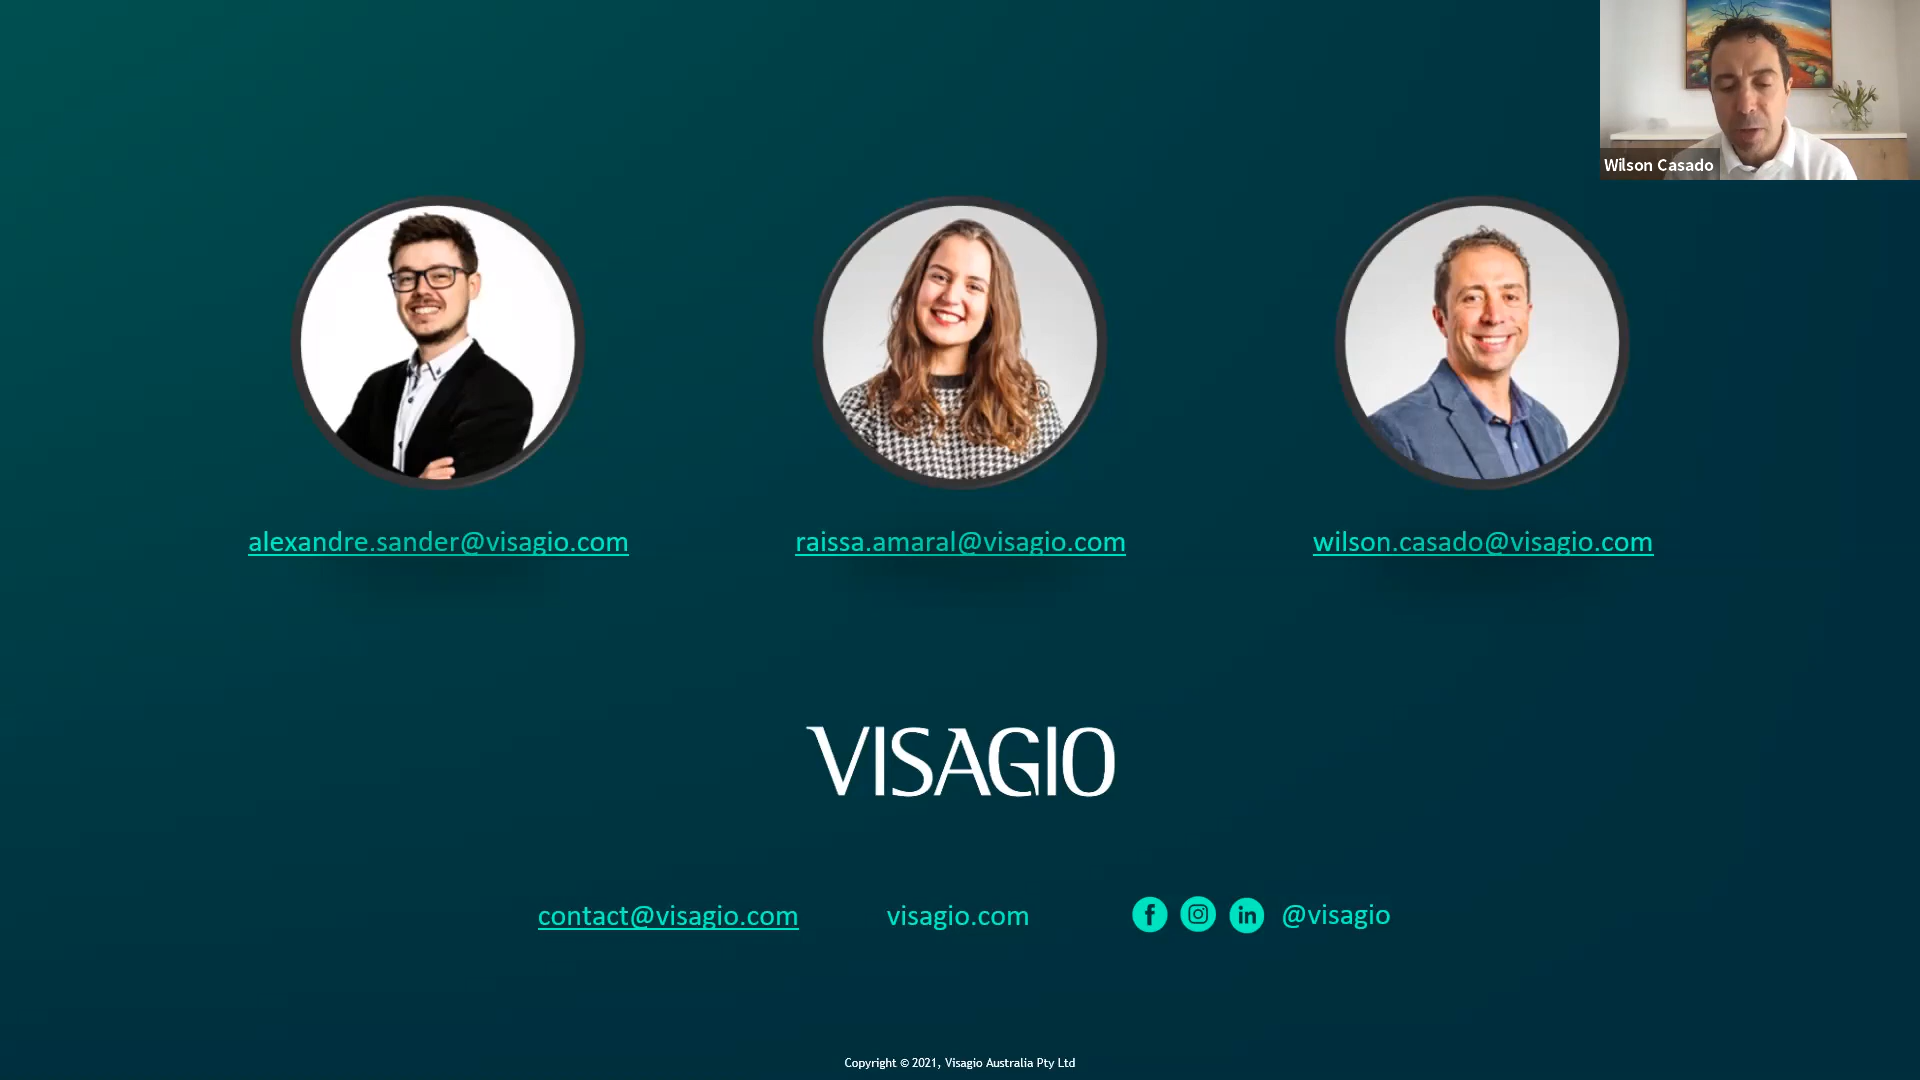 Wilson Casado
alexandre.sander@visagio.com
raissa.amaral@visagio.com
wilson.casado@visagio.com
VISAGIO
contact@visagio.com
visagio.com
@visagio
Copyright © 2021, Visagio Australia Pty Ltd